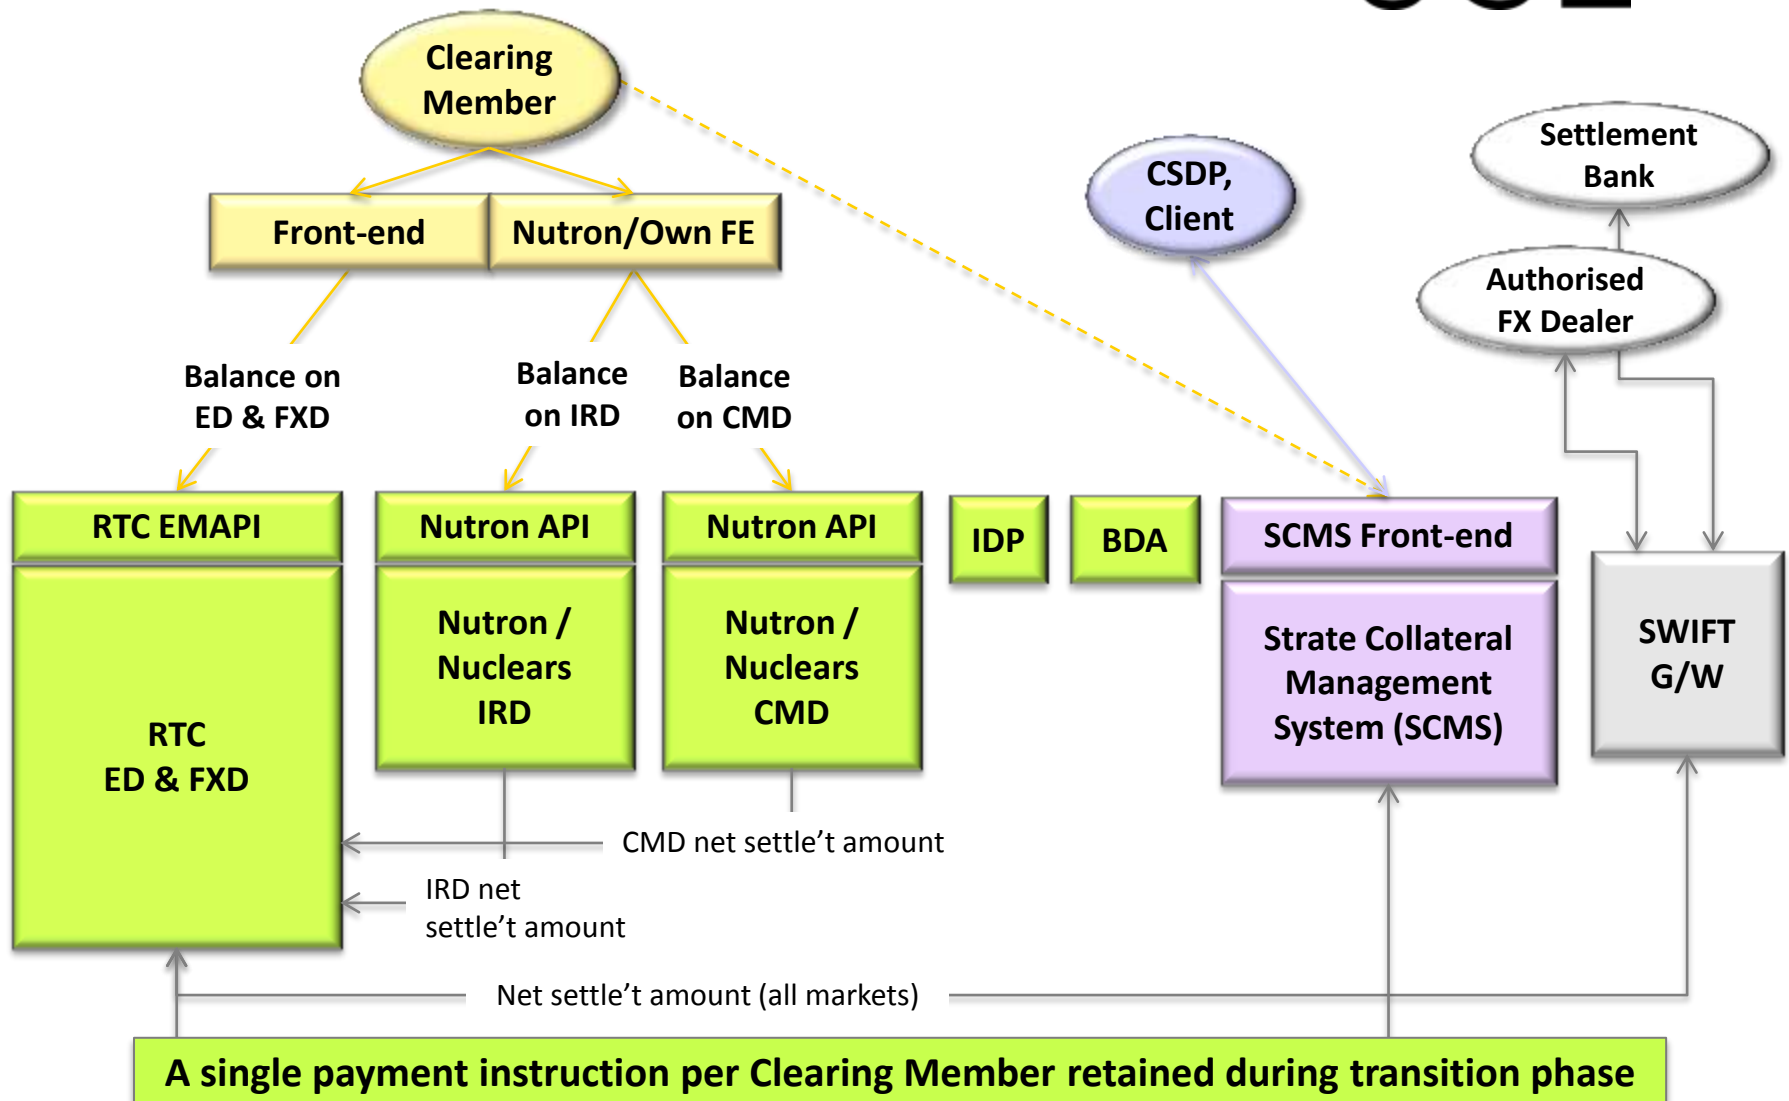 Clearing
Member
Settlement
Bank
CSDP,
Client
Front-end
Nutron/Own FE
Authorised
FX Dealer
Balance on
ED & FXD
Balance
on IRD
Balance
on CMD
RTC EMAPI
Nutron API
Nutron API
IDP
BDA
SCMS Front-end
RTC
ED & FXD
Nutron /
Nuclears
IRD
Nutron /
Nuclears
CMD
Strate Collateral
Management
System (SCMS)
SWIFT
G/W
CMD net settle’t amount
IRD net
settle’t amount
Net settle’t amount (all markets)
A single payment instruction per Clearing Member retained during transition phase